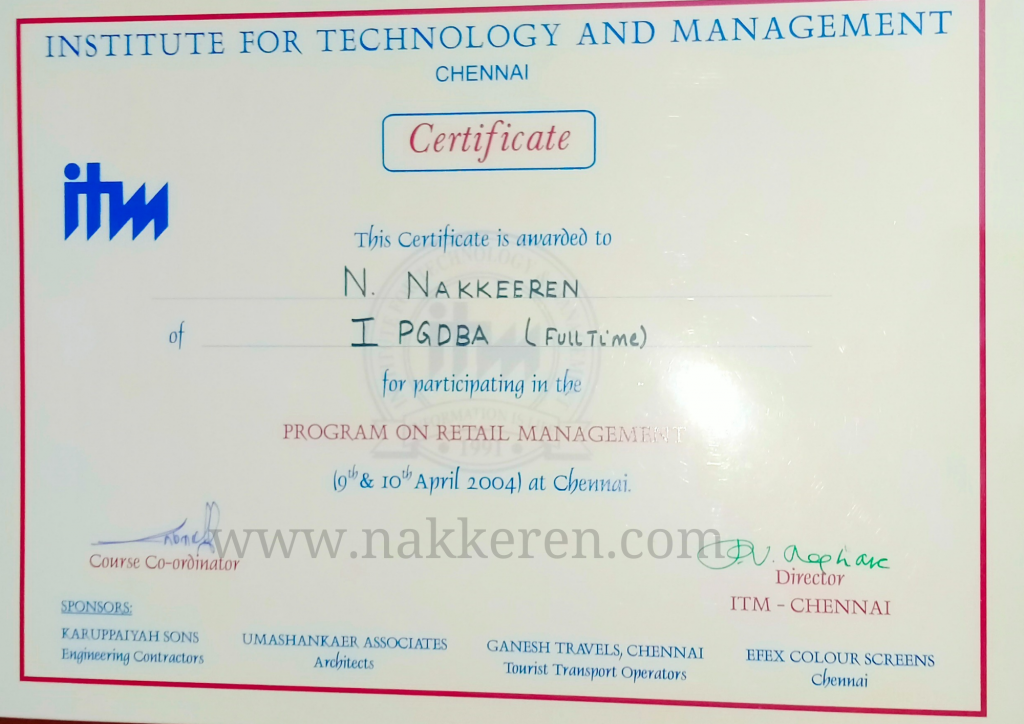 INSTITUTE FOR TECHNOLOGY AND MANAGEMENT
CHENNAI
Certificate
itm
This Certificate is awarded to
N. NAKKEEREN
of I PGDBA (FULL Time)
for participating in the
PROGRAM ON RETAIL MANAGEMENT
(9th & 10th April 2004) at Chennai.
www.nakkeren.com
Course Co-ordinator
Director
ITM - CHENNAI
SPONSORS:
KARUPPAIYAH SONS
Engineering Contractors
UMASHANKAER ASSOCIATES
Architects
GANESH TRAVELS, CHENNAI
Tourist Transport Operators
EFEX COLOUR SCREENS
Chennai